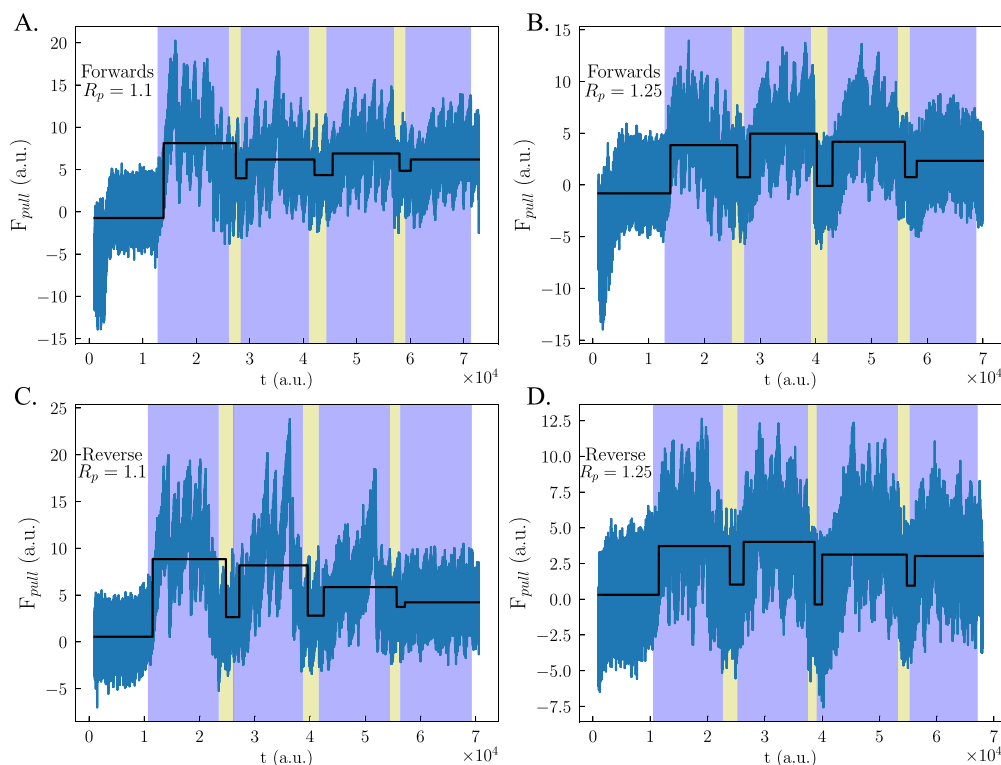 A.
20
15
10
5
0
−5
−10
−15
F_pull (a.u.)
Forwards
R_p = 1.1
0 1 2 3 4 5 6 7
t (a.u.)
×10^4
B.
15
10
5
0
−5
−10
−15
F_pull (a.u.)
Forwards
R_p = 1.25
0 1 2 3 4 5 6 7
t (a.u.)
×10^4
C.
25
20
15
10
5
0
−5
F_pull (a.u.)
Reverse
R_p = 1.1
0 1 2 3 4 5 6 7
t (a.u.)
×10^4
D.
12.5
10.0
7.5
5.0
2.5
0.0
−2.5
−5.0
−7.5
F_pull (a.u.)
Reverse
R_p = 1.25
0 1 2 3 4 5 6 7
t (a.u.)
×10^4